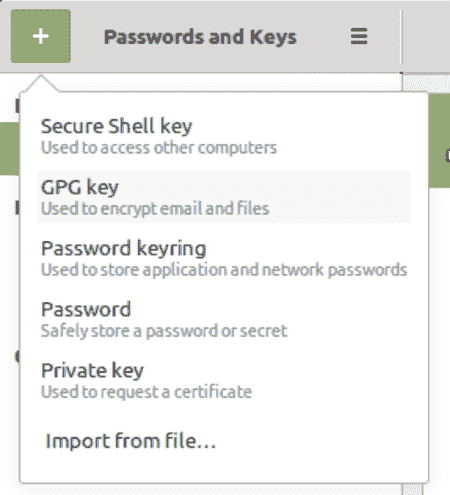 + Passwords and Keys
Secure Shell key
Used to access other computers
GPG key
Used to encrypt email and files
Password keyring
Used to store application and network passwords
Password
Safely store a password or secret
Private key
Used to request a certificate
Import from file...